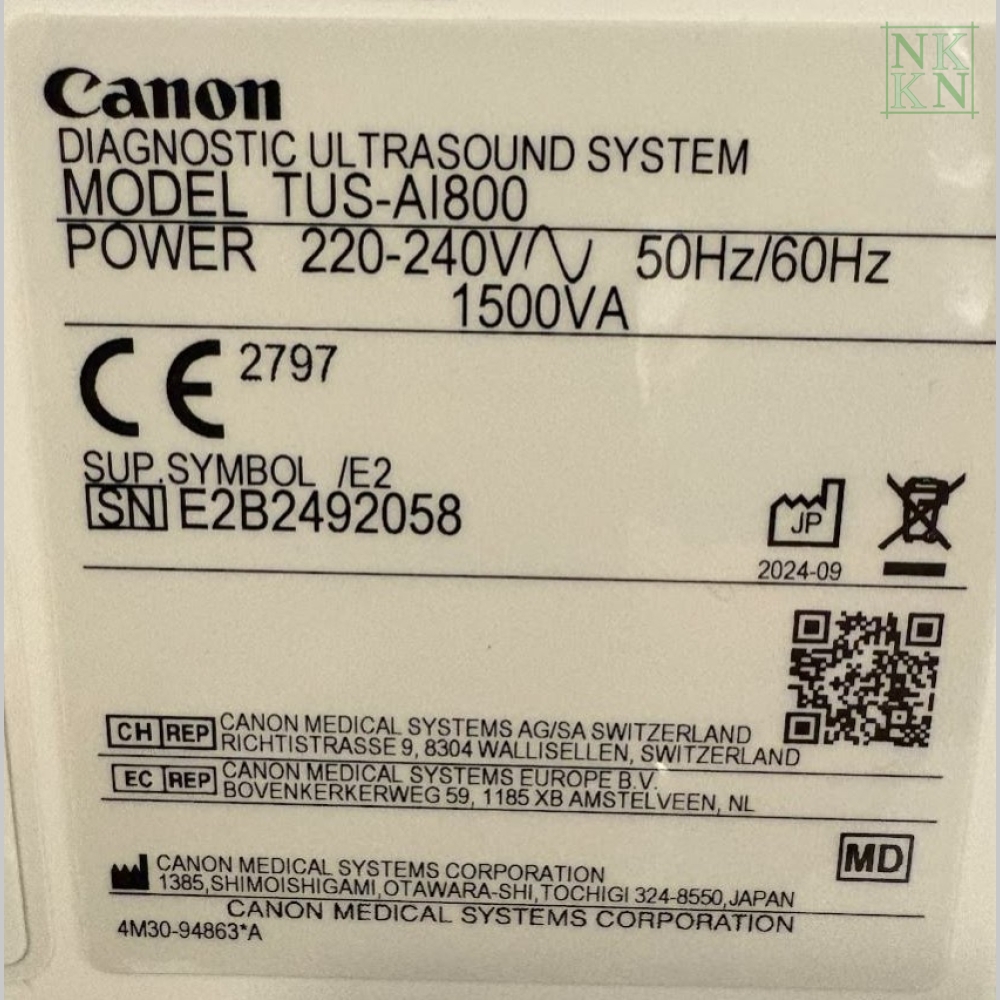 NK
KN
Canon
DIAGNOSTIC ULTRASOUND SYSTEM
MODEL TUS-AI800
POWER 220-240V 50Hz/60Hz
1500VA
CE 2797
SUP.SYMBOL /E2
SN E2B2492058
JP
2024-09
CH REP CANON MEDICAL SYSTEMS AG/SA SWITZERLAND
RICHTISTRASSE 9, 8304 WALLISELLEN, SWITZERLAND
EC REP CANON MEDICAL SYSTEMS EUROPE B.V.
BOVENKERKERWEG 59, 1185 XB AMSTELVEEN, NL
MD
CANON MEDICAL SYSTEMS CORPORATION
1385,SHIMOISHIGAMI,OTAWARA-SHI,TOCHIGI 324-8550,JAPAN
CANON MEDICAL SYSTEMS CORPORATION
4M30-94863*A